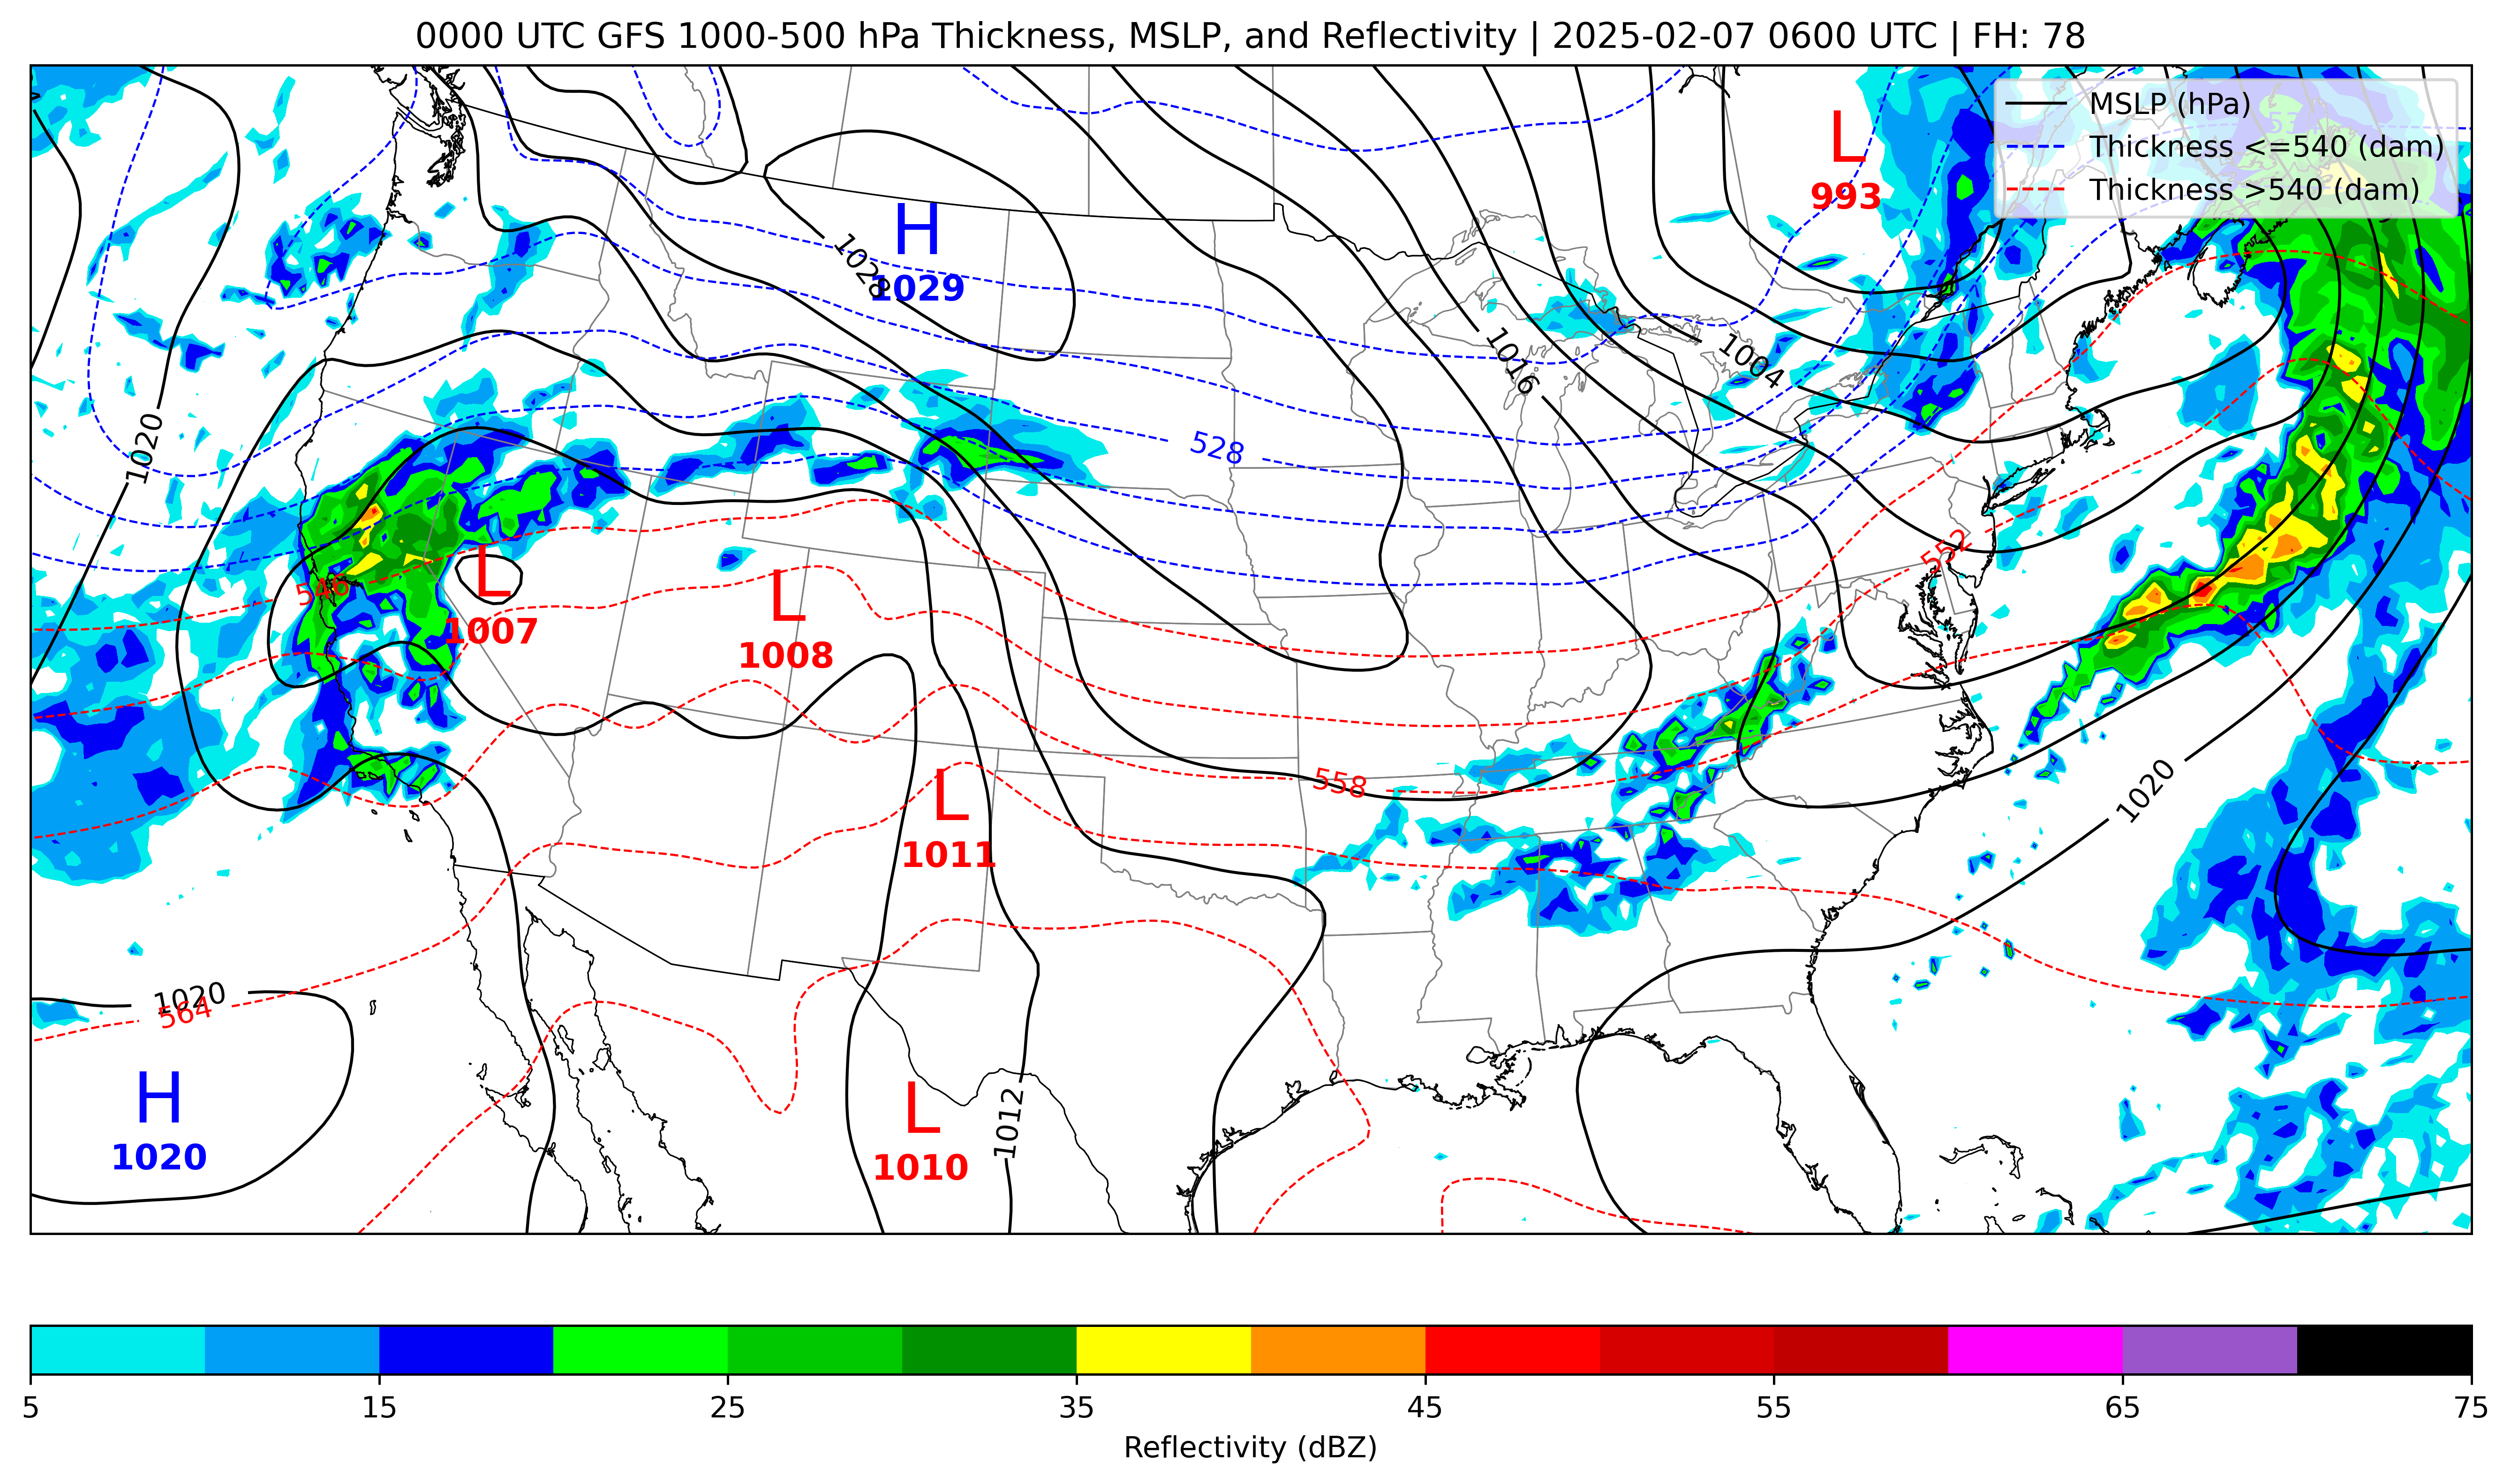 0000 UTC GFS 1000-500 hPa Thickness, MSLP, and Reflectivity | 2025-02-07 0600 UTC | FH: 78
MSLP (hPa)
Thickness <=540 (dam)
Thickness >540 (dam)
L
993
H
1029
1028
1016
1004
1020
528
552
546
L
1007
L
1008
558
1020
L
1011
1020
564
H
1020
L
1010
1012
5 15 25 35 45 55 65 75
Reflectivity (dBZ)